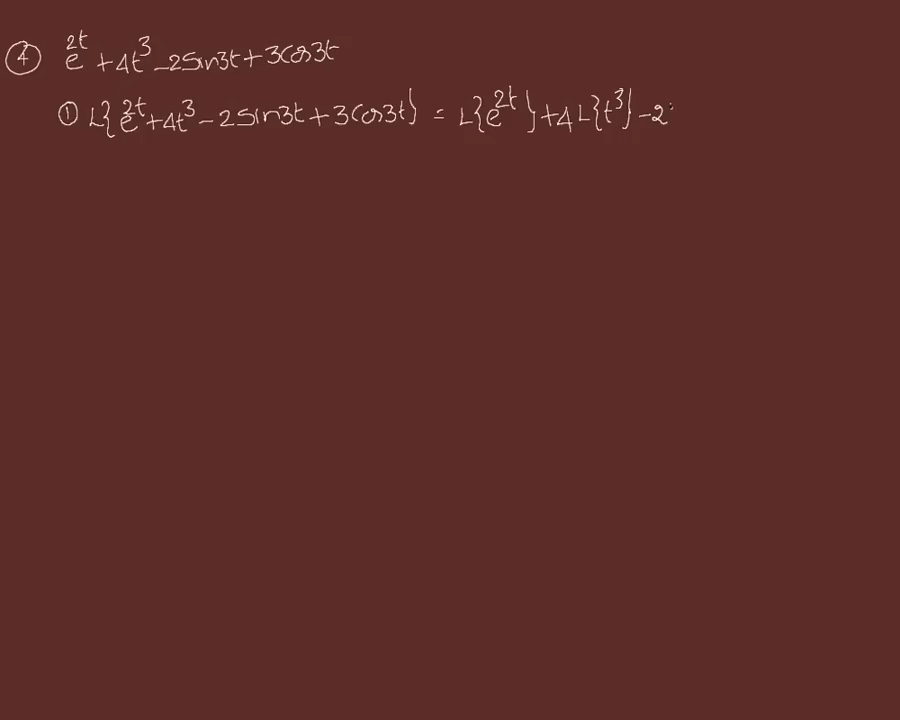 ④ e^{2t} + 4t^3 - 2Sin3t + 3Cos3t
① L{e^{2t} + 4t^3 - 2Sin3t + 3Cos3t} = L{e^{2t}} + 4L{t^3} - 2